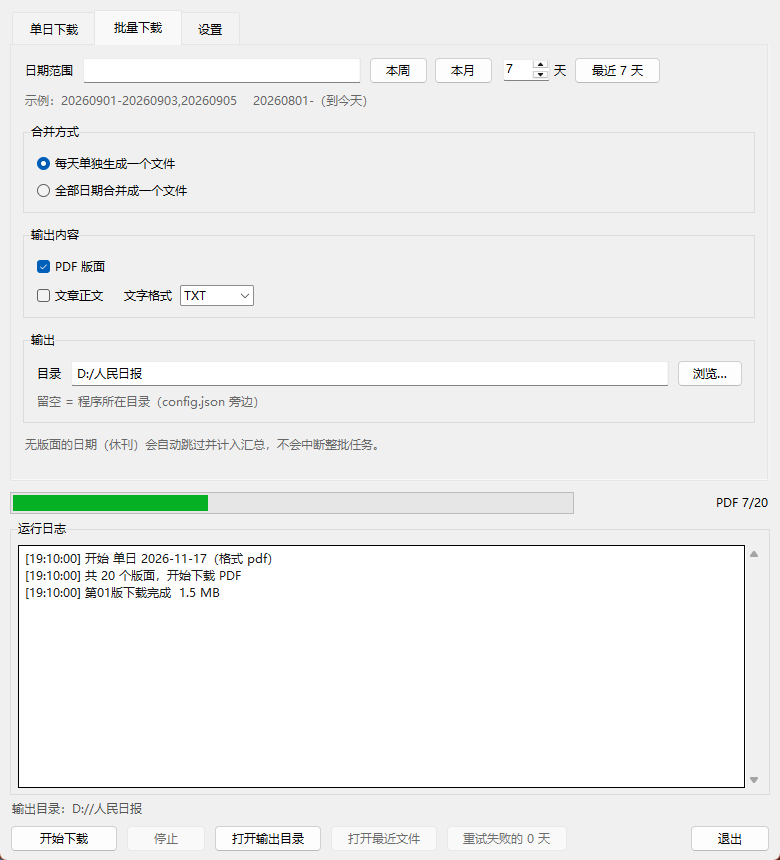 单日下载 批量下载 设置
日期范围 本周 本月 7 天 最近 7 天
示例：20260901-20260903,20260905 20260801-（到今天）
合并方式
每天单独生成一个文件
全部日期合并成一个文件
输出内容
PDF 版面
文章正文 文字格式 TXT
输出
目录 D:/人民日报 浏览...
留空 = 程序所在目录（config.json 旁边）
无版面的日期（休刊）会自动跳过并计入汇总，不会中断整批任务。
PDF 7/20
运行日志
[19:10:00] 开始 单日 2026-11-17（格式 pdf）
[19:10:00] 共 20 个版面，开始下载 PDF
[19:10:00] 第01版下载完成 1.5 MB
输出目录：D://人民日报
开始下载 停止 打开输出目录 打开最近文件 重试失败的 0 天 退出